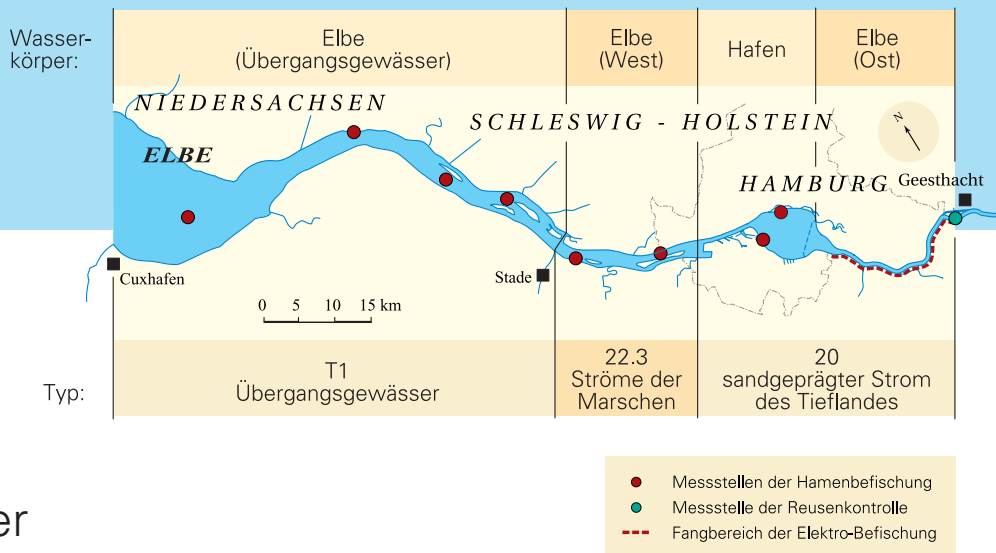 Wasser-
körper:
Elbe
(Übergangsgewässer)
Elbe
(West)
Hafen
Elbe
(Ost)
NIEDERSACHSEN
SCHLESWIG - HOLSTEIN
N
ELBE
HAMBURG
Geesthacht
Cuxhafen
Stade
0 5 10 15 km
Typ:
T1
Übergangsgewässer
22.3
Ströme der
Marschen
20
sandgeprägter Strom
des Tieflandes
Messstellen der Hamenbefischung
Messstelle der Reusenkontrolle
Fangbereich der Elektro-Befischung
er